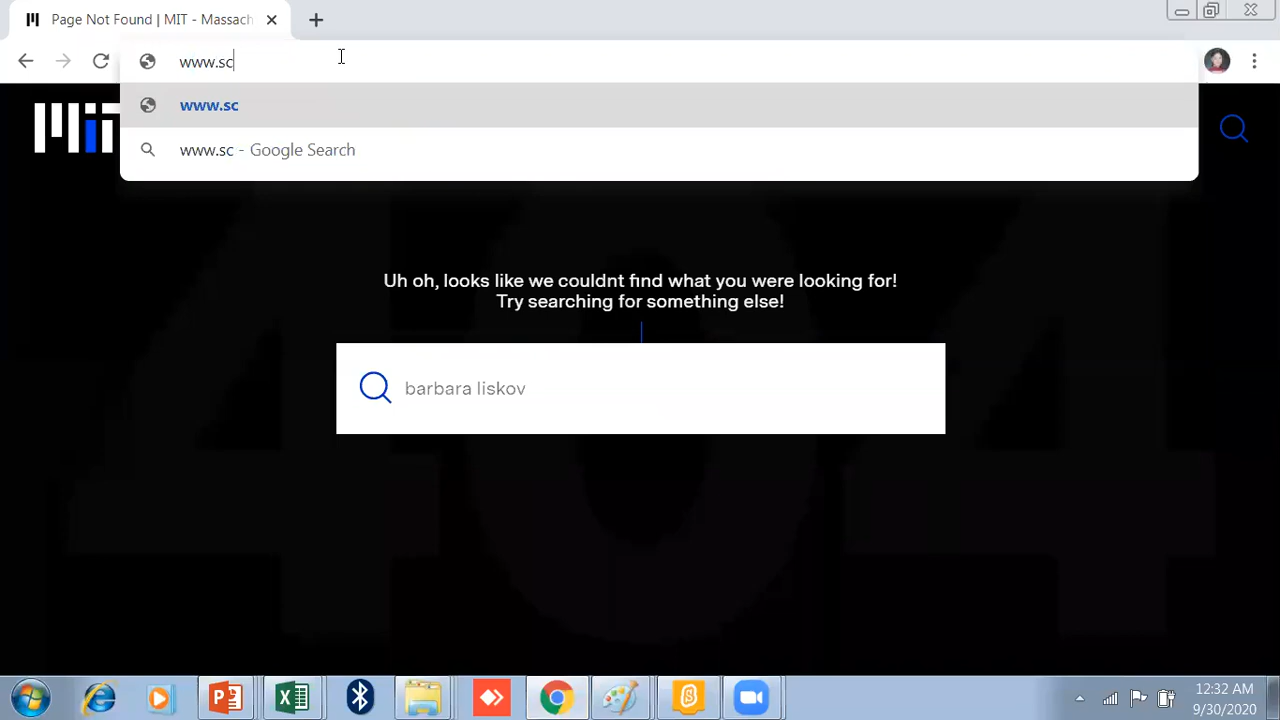 Page Not Found | MIT - Massach
www.sc
www.sc
www.sc - Google Search
MIT
Uh oh, looks like we couldnt find what you were looking for!
Try searching for something else!
barbara liskov
404
12:32 AM
9/30/2020